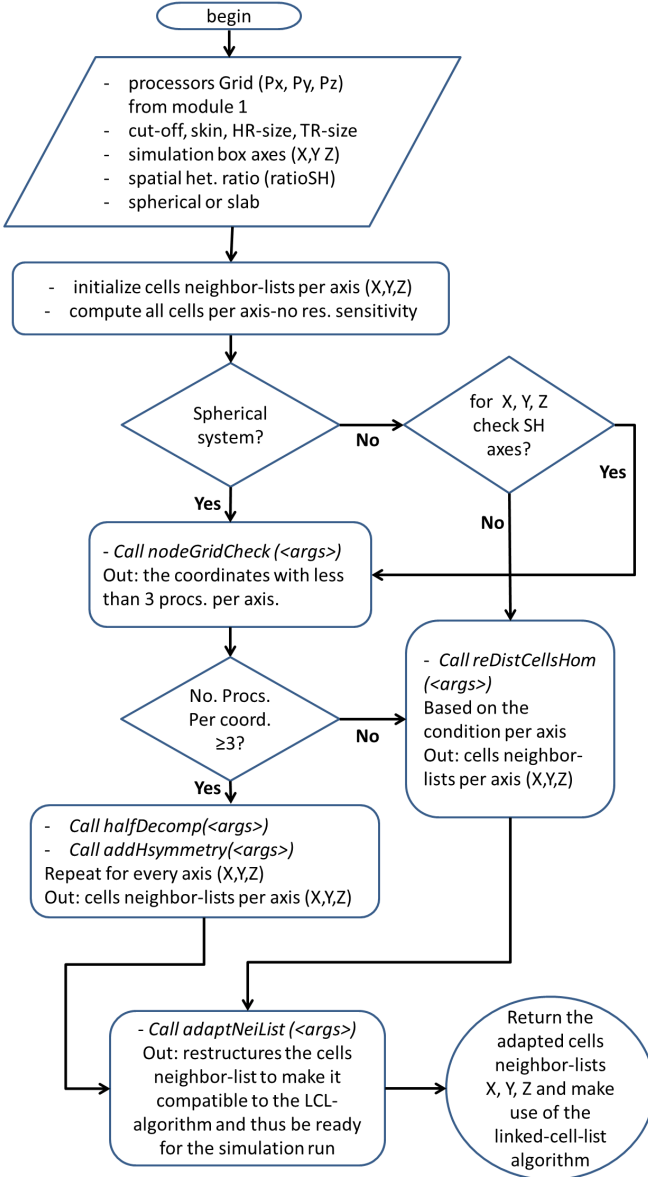 begin
- processors Grid (Px, Py, Pz)
from module 1
- cut-off, skin, HR-size, TR-size
- simulation box axes (X,Y Z)
- spatial het. ratio (ratioSH)
- spherical or slab
- initialize cells neighbor-lists per axis (X,Y,Z)
- compute all cells per axis-no res. sensitivity
Spherical
system?
No
for X, Y, Z
check SH
axes?
Yes
Yes
No
- Call nodeGridCheck (<args>)
Out: the coordinates with less
than 3 procs. per axis.
No. Procs.
Per coord.
≥3?
No
Yes
- Call reDistCellsHom
(<args>)
Based on the
condition per axis
Out: cells neighbor-
lists per axis (X,Y,Z)
- Call halfDecomp(<args>)
- Call addHsymmetry(<args>)
Repeat for every axis (X,Y,Z)
Out: cells neighbor-lists per axis (X,Y,Z)
- Call adaptNeiList (<args>)
Out: restructures the cells
neighbor-list to make it
compatible to the LCL-
algorithm and thus be ready
for the simulation run
Return the
adapted cells
neighbor-lists
X, Y, Z and make
use of the
linked-cell-list
algorithm